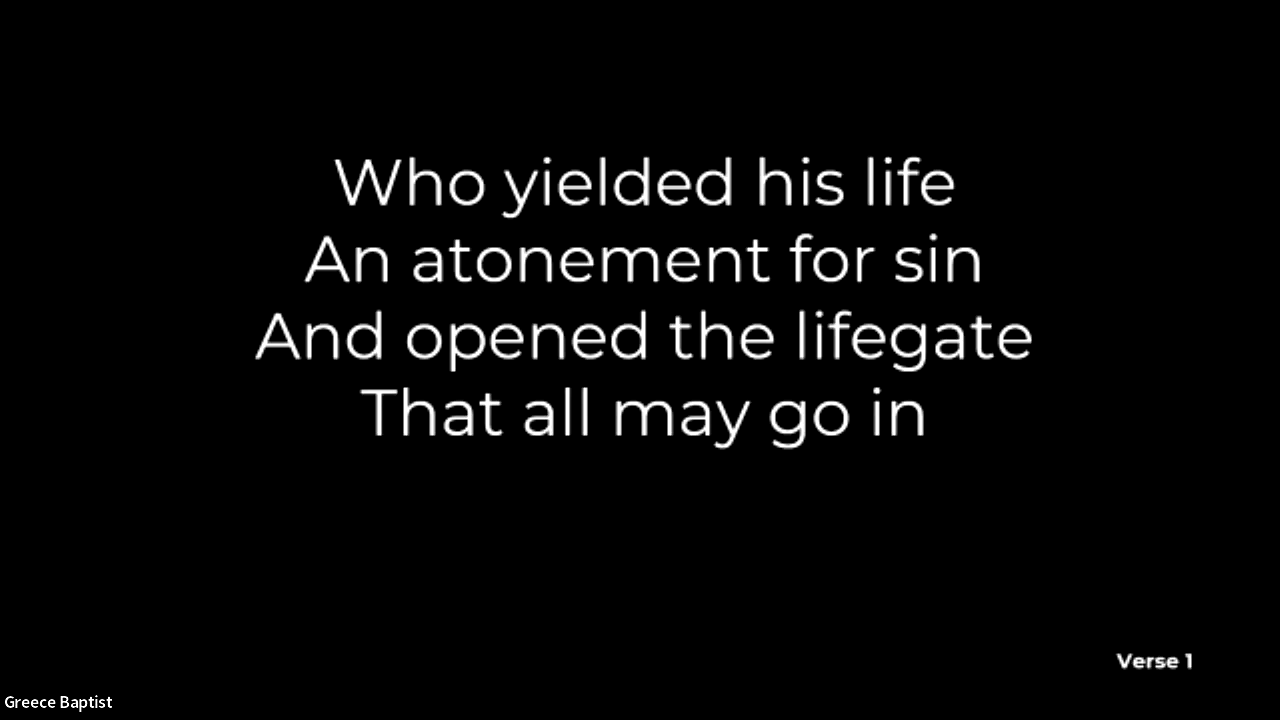 Who yielded his life
An atonement for sin
And opened the lifegate
That all may go in
Verse 1
Greece Baptist